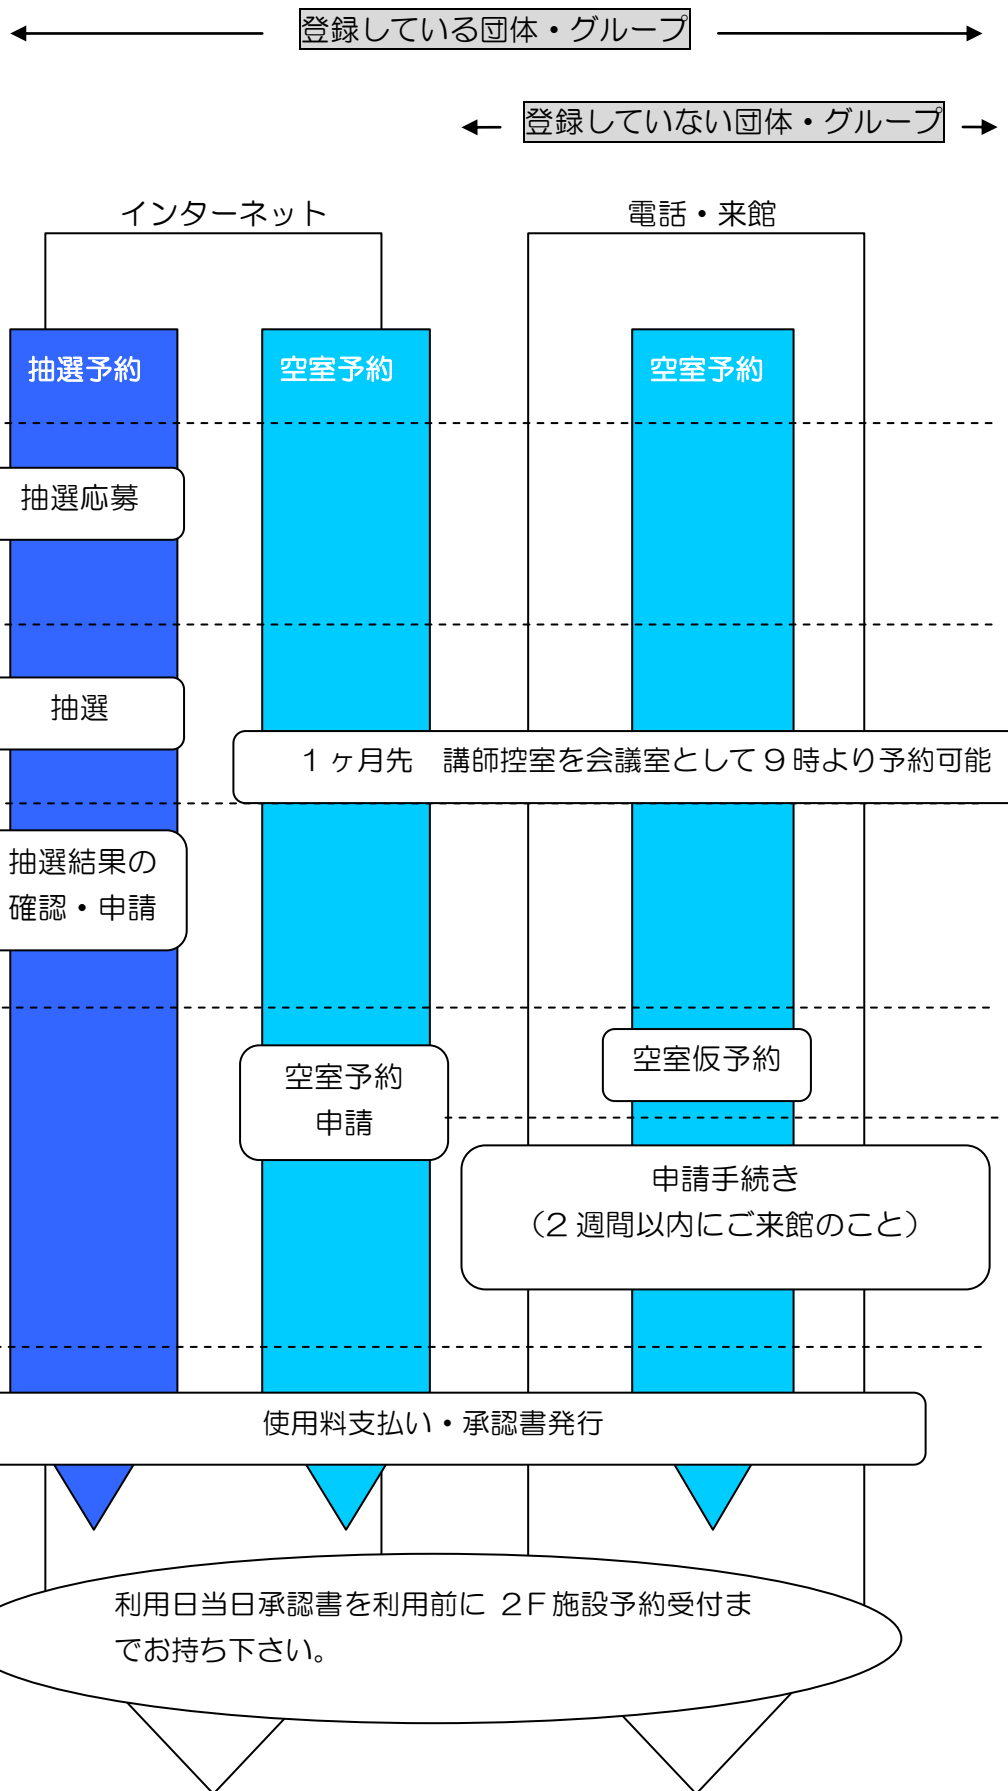 登録している団体・グループ
登録していない団体・グループ
インターネット
電話・来館
抽選予約
空室予約
空室予約
抽選応募
抽選
1ヶ月先　講師控室を会議室として9時より予約可能
抽選結果の
確認・申請
空室予約
申請
空室仮予約
申請手続き
（2週間以内にご来館のこと）
使用料支払い・承認書発行
利用日当日承認書を利用前に 2F施設予約受付ま
でお持ち下さい。